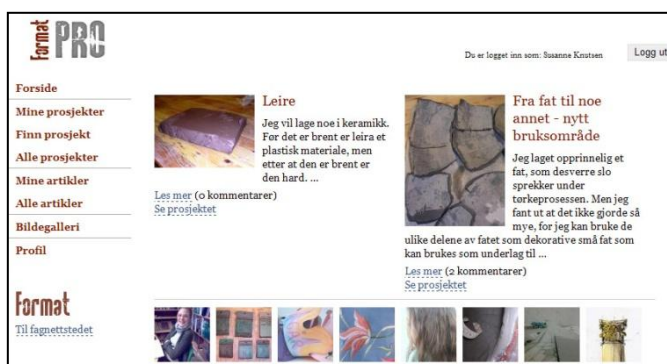 Format PRO
Du er logget inn som: Susanne Knutsen
Logg ut
Forside
Mine prosjekter
Finn prosjekt
Alle prosjekter
Mine artikler
Alle artikler
Bildegalleri
Profil
Format
Til fagnettstedet
Leire
Jeg vil lage noe i keramikk.
Før det er brent er leira et
plastisk materiale, men
etter at den er brent er
den hard. ...
Les mer (0 kommentarer)
Se prosjektet
Fra fat til noe
annet - nytt
bruksområde
Jeg laget opprinnelig et
fat, som desverre slo
sprekker under
tørkeprosessen. Men jeg
fant ut at det ikke gjorde så
mye, for jeg kan bruke de
ulike delene av fatet som dekorative små fat som
kan brukes som underlag til ...
Les mer (2 kommentarer)
Se prosjektet